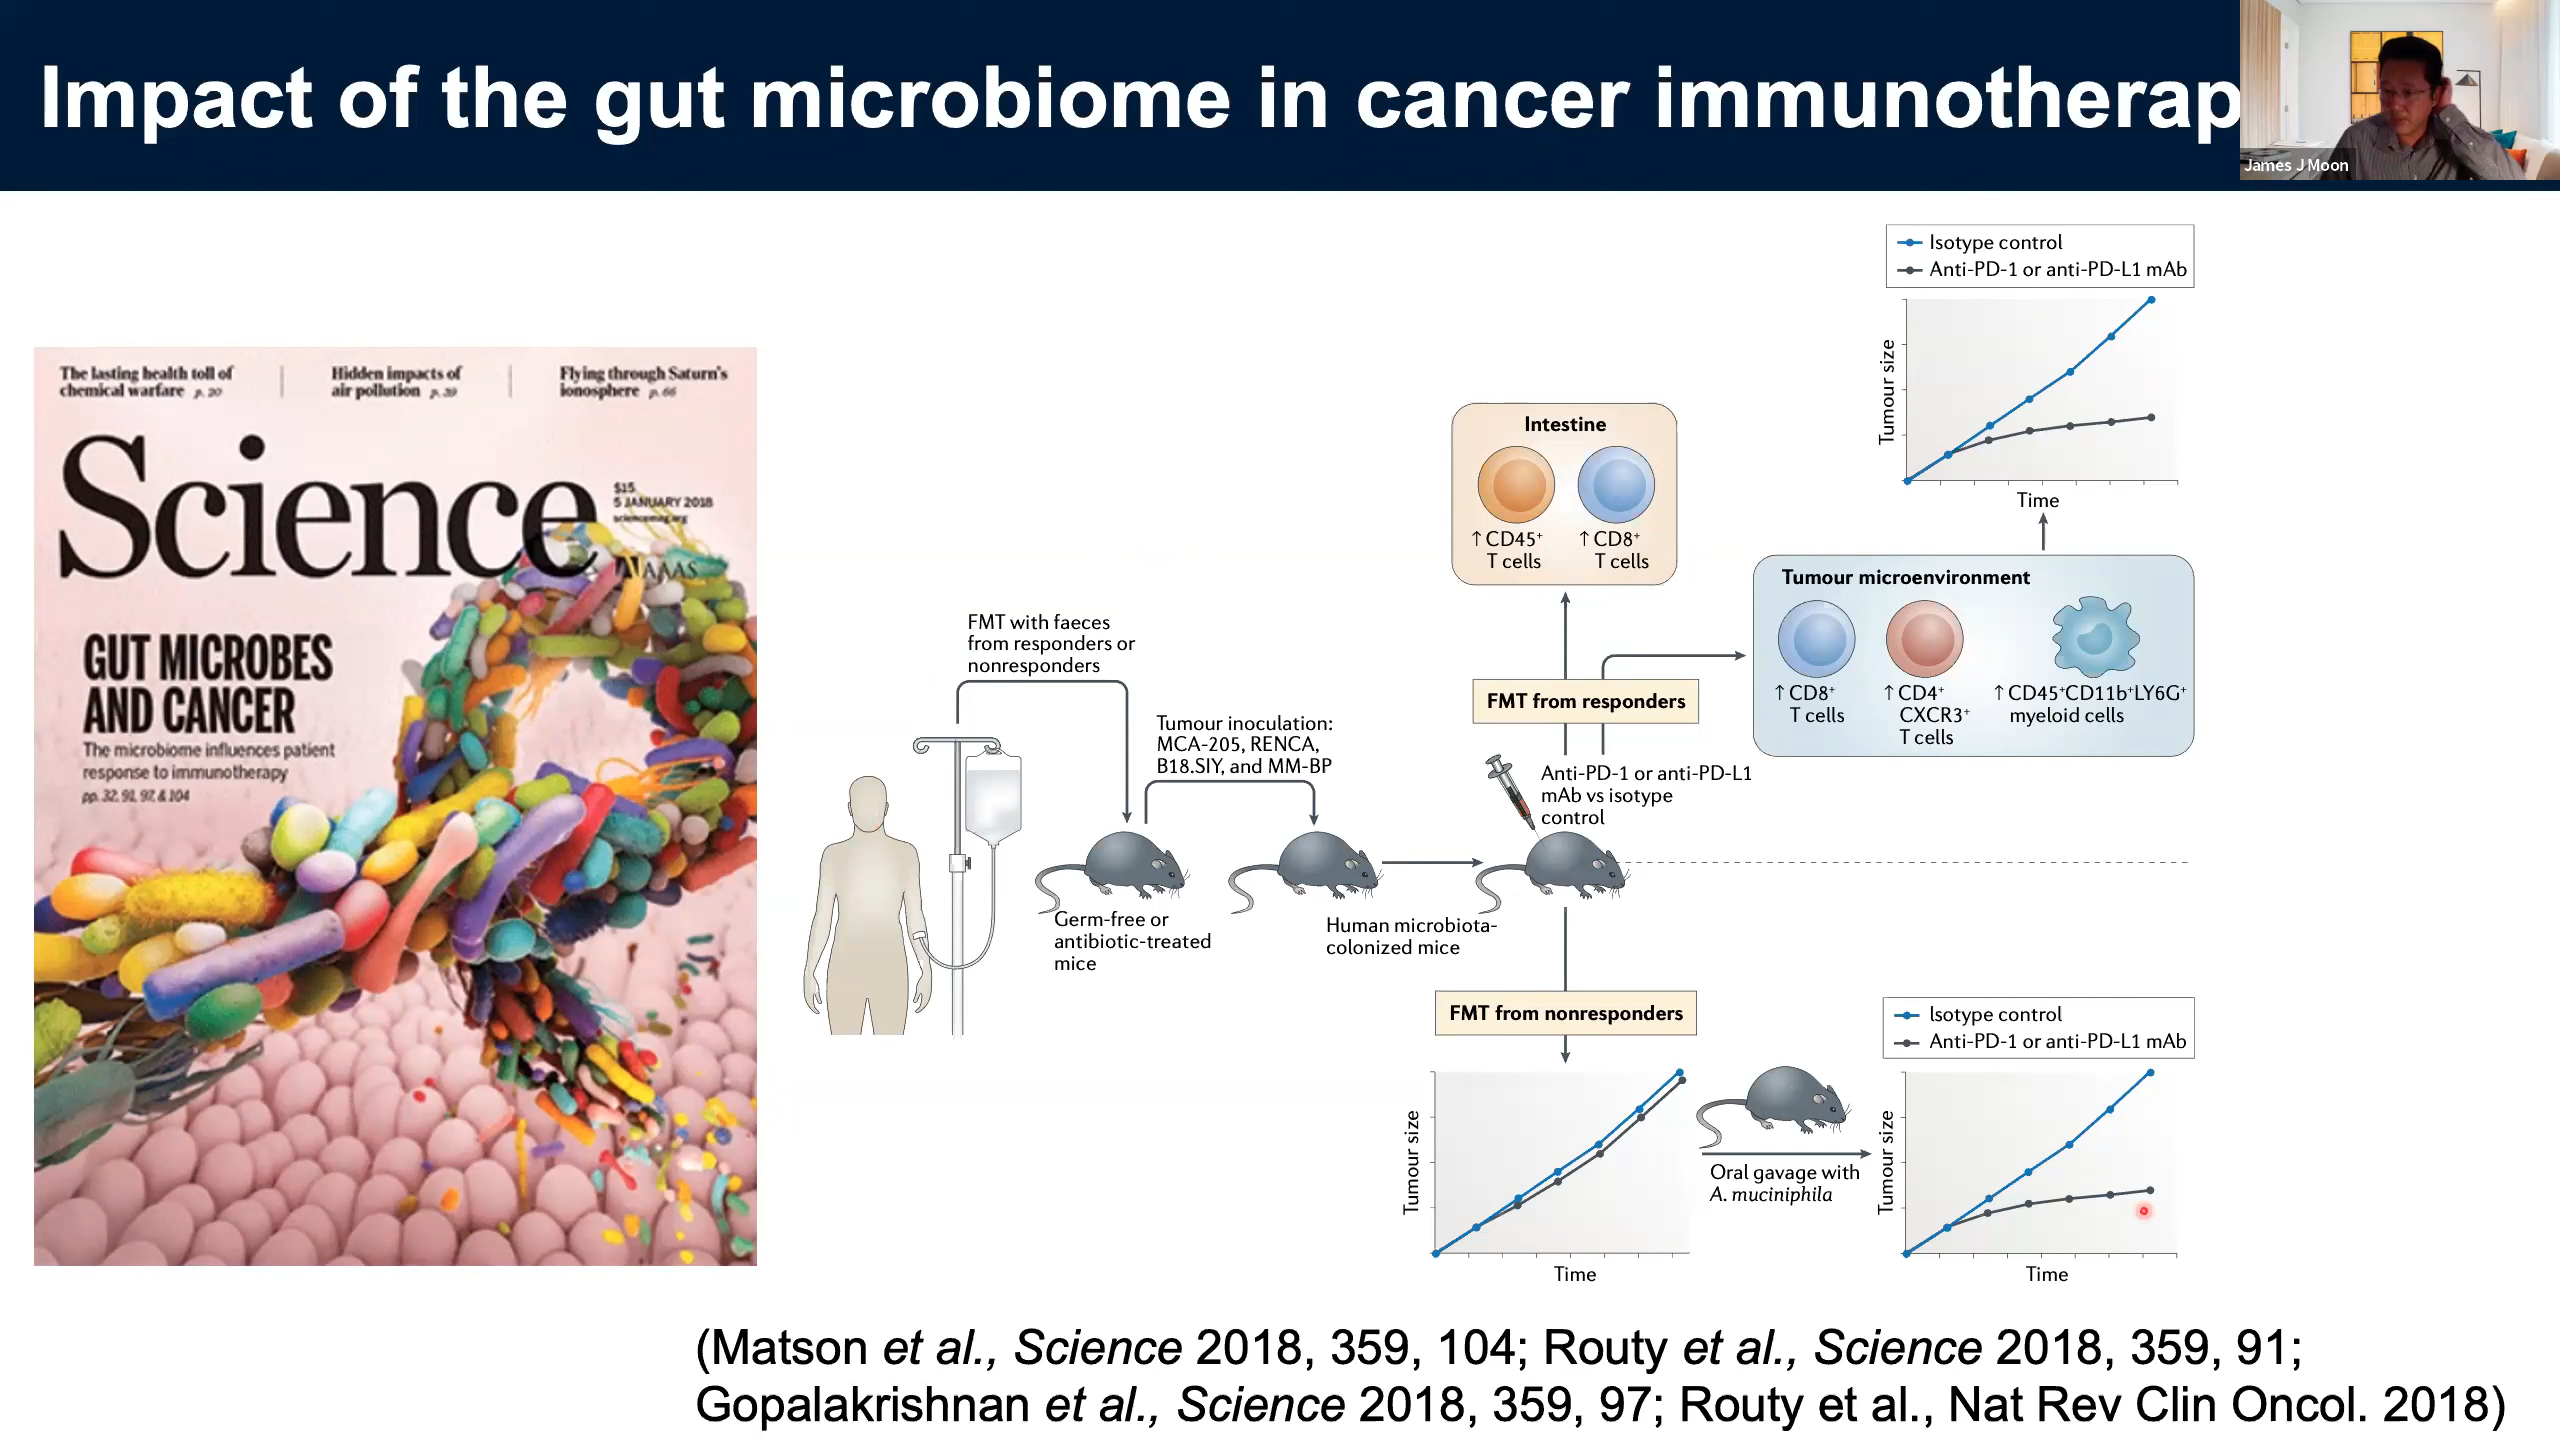 Impact of the gut microbiome in cancer immunotherap
James J Moon
The lasting health toll of
chemical warfare p. 20
Hidden impacts of
air pollution p. 39
Flying through Saturn's
ionosphere p. 66
Science
$15
5 JANUARY 2018
sciencemag.org
AAAS
GUT MICROBES
AND CANCER
The microbiome influences patient
response to immunotherapy
pp. 32, 91, 97, & 104
FMT with faeces
from responders or
nonresponders
Tumour inoculation:
MCA-205, RENCA,
B18.SIY, and MM-BP
Germ-free or
antibiotic-treated
mice
Human microbiota-
colonized mice
Anti-PD-1 or anti-PD-L1
mAb vs isotype
control
FMT from responders
Intestine
↑ CD45⁺
T cells
↑ CD8⁺
T cells
Tumour microenvironment
↑ CD8⁺
T cells
↑ CD4⁺
CXCR3⁺
T cells
↑ CD45⁺CD11b⁺LY6G⁺
myeloid cells
Isotype control
Anti-PD-1 or anti-PD-L1 mAb
Tumour size
Time
FMT from nonresponders
Tumour size
Time
Oral gavage with
A. muciniphila
Isotype control
Anti-PD-1 or anti-PD-L1 mAb
Tumour size
Time
(Matson et al., Science 2018, 359, 104; Routy et al., Science 2018, 359, 91;
Gopalakrishnan et al., Science 2018, 359, 97; Routy et al., Nat Rev Clin Oncol. 2018)